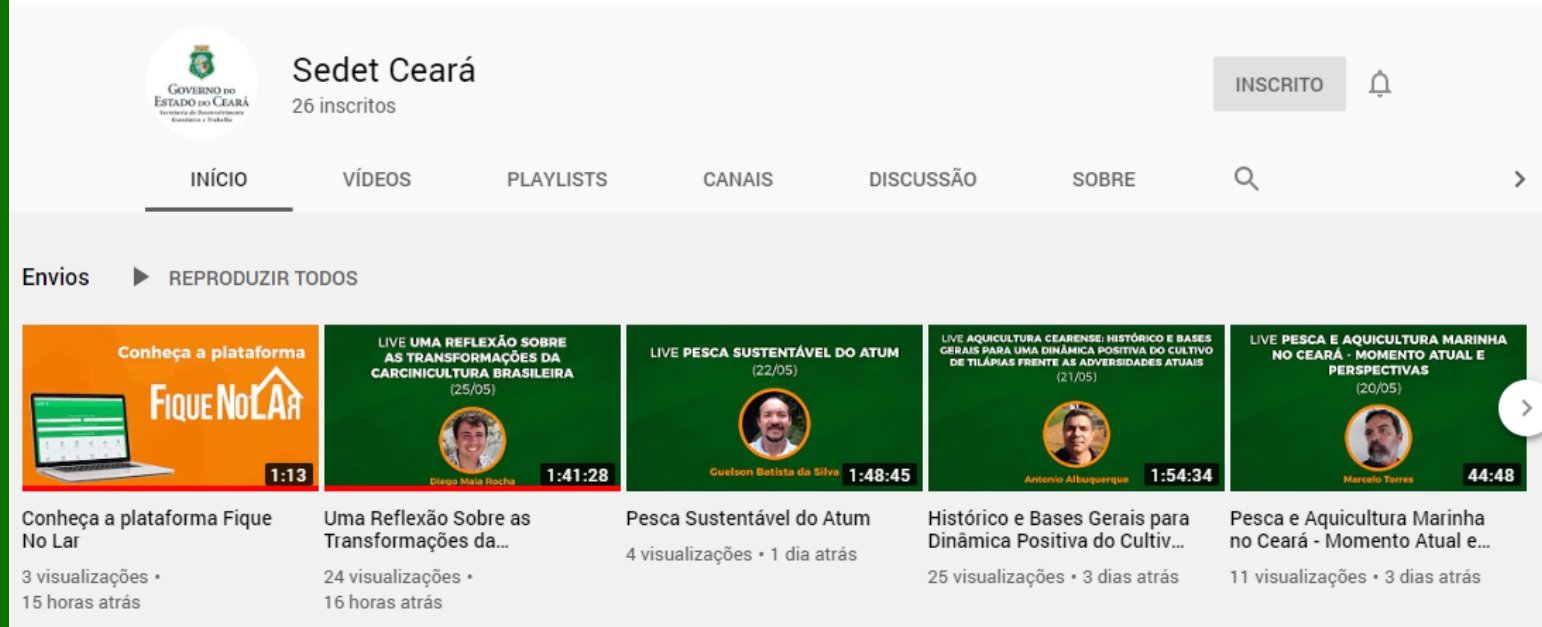 GOVERNO DO
ESTADO DO CEARÁ
Secretaria do Desenvolvimento
Econômico e Trabalho
Sedet Ceará
26 inscritos
INSCRITO
INÍCIO VÍDEOS PLAYLISTS CANAIS DISCUSSÃO SOBRE
Envios REPRODUZIR TODOS
Conheça a plataforma
FIQUE NO LAR
1:13
LIVE UMA REFLEXÃO SOBRE
AS TRANSFORMAÇÕES DA
CARCINICULTURA BRASILEIRA
(25/05)
Diego Maia Rocha
1:41:28
LIVE PESCA SUSTENTÁVEL DO ATUM
(22/05)
Guelson Batista da Silva
1:48:45
LIVE AQUICULTURA CEARENSE: HISTÓRICO E BASES
GERAIS PARA UMA DINÂMICA POSITIVA DO CULTIVO
DE TILÁPIAS FRENTE AS ADVERSIDADES ATUAIS
(21/05)
Antonio Albuquerque
1:54:34
LIVE PESCA E AQUICULTURA MARINHA
NO CEARÁ - MOMENTO ATUAL E
PERSPECTIVAS
(20/05)
Marcelo Torres
44:48
Conheça a plataforma Fique
No Lar
3 visualizações •
15 horas atrás
Uma Reflexão Sobre as
Transformações da...
24 visualizações •
16 horas atrás
Pesca Sustentável do Atum
4 visualizações • 1 dia atrás
Histórico e Bases Gerais para
Dinâmica Positiva do Cultiv...
25 visualizações • 3 dias atrás
Pesca e Aquicultura Marinha
no Ceará - Momento Atual e...
11 visualizações • 3 dias atrás